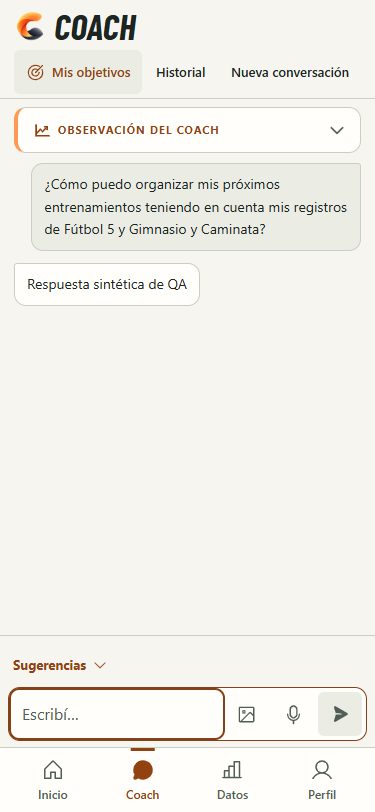 COACH
Mis objetivos
Historial
Nueva conversación
OBSERVACIÓN DEL COACH
¿Cómo puedo organizar mis próximos
entrenamientos teniendo en cuenta mis registros
de Fútbol 5 y Gimnasio y Caminata?
Respuesta sintética de QA
Sugerencias
Escribí...
Inicio
Coach
Datos
Perfil